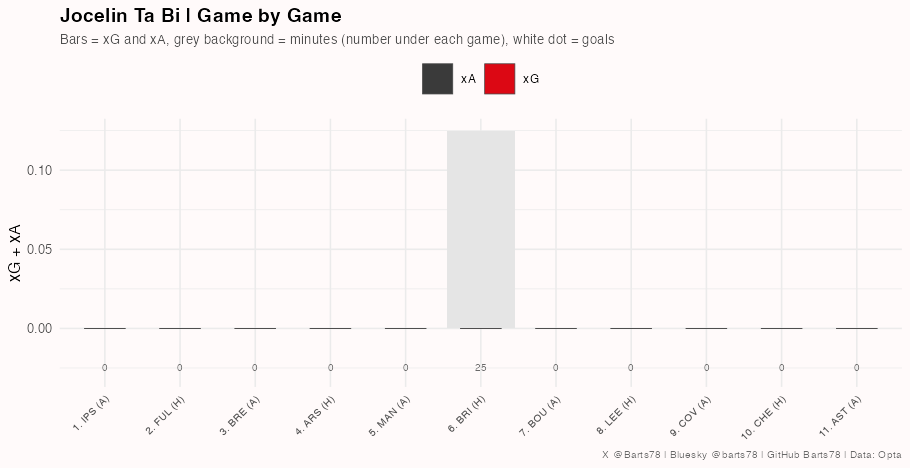 Jocelin Ta Bi | Game by Game
Bars = xG and xA, grey background = minutes (number under each game), white dot = goals
xA xG
xG + xA
0.10
0.05
0.00
0 0 0 0 0 25 0 0 0 0 0
1. IPS (A) 2. FUL (H) 3. BRE (A) 4. ARS (H) 5. MAN (A) 6. BRI (H) 7. BOU (A) 8. LEE (H) 9. COV (A) 10. CHE (H) 11. AST (A)
X @Barts78 | Bluesky @barts78 | GitHub Barts78 | Data: Opta